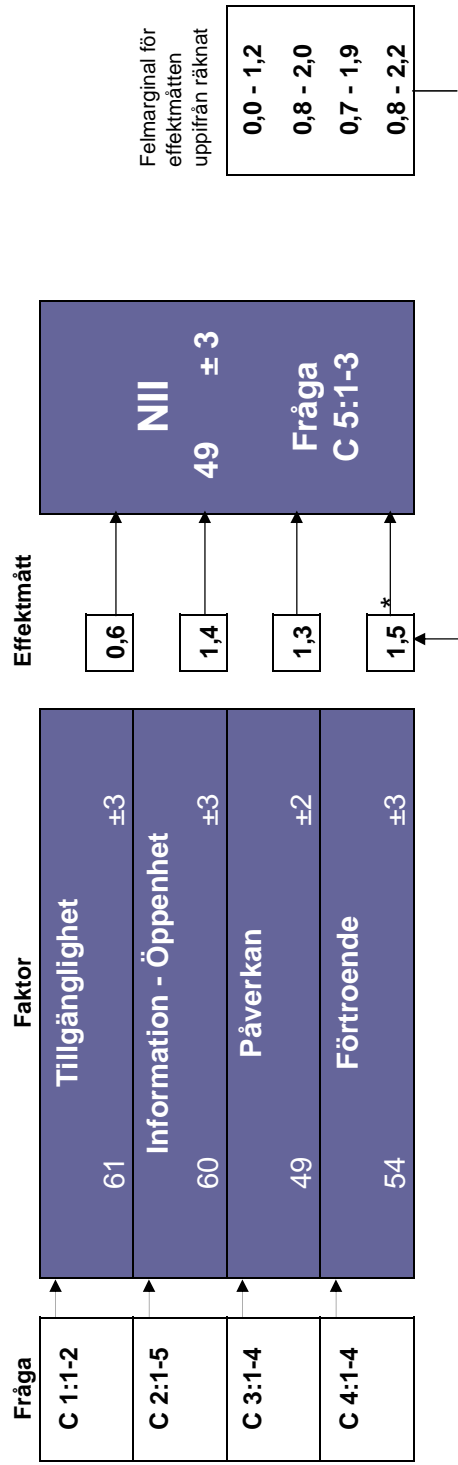 Fråga
Faktor
Effektmått
Felmarginal för
effektmåtten
uppifrån räknat
C 1:1-2
Tillgänglighet
61 ±3
0,6
0,0 - 1,2
C 2:1-5
Information - Öppenhet
60 ±3
1,4
0,8 - 2,0
C 3:1-4
Påverkan
49 ±2
1,3
0,7 - 1,9
C 4:1-4
Förtroende
54 ±3
1,5
*
0,8 - 2,2
NII
49 ± 3
Fråga
C 5:1-3